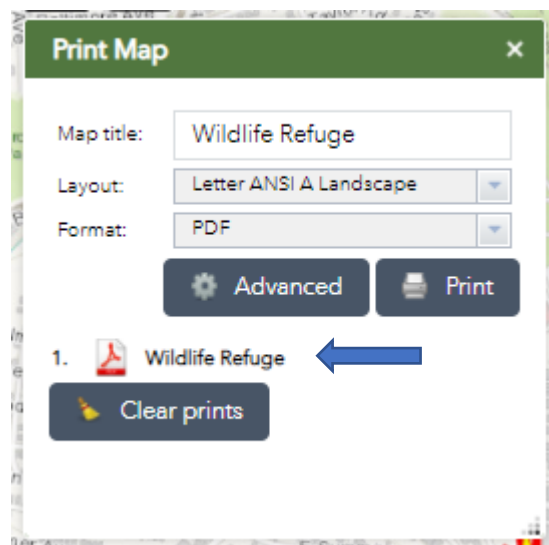 Print Map ×
Map title: Wildlife Refuge
Layout: Letter ANSI A Landscape
Format: PDF
Advanced Print
1. Wildlife Refuge
Clear prints